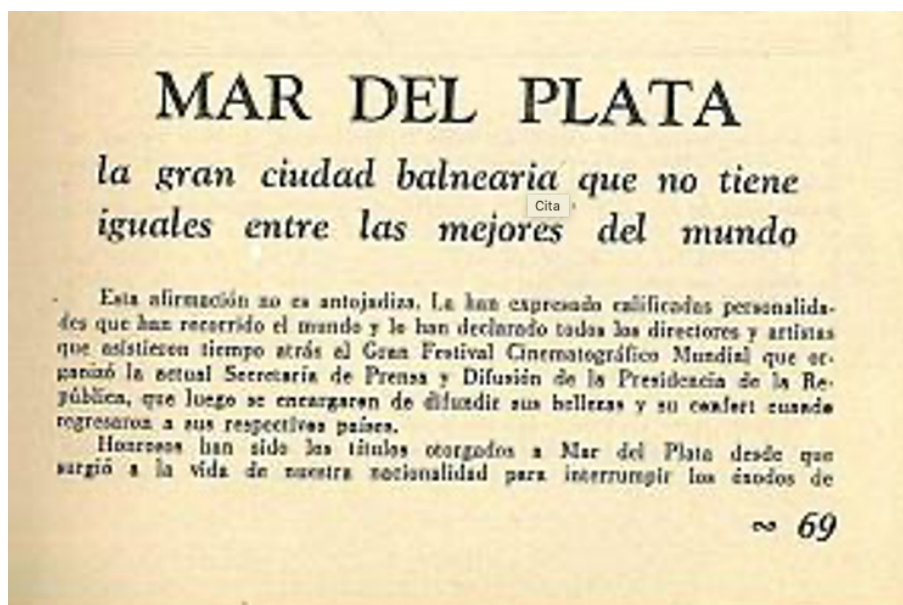 MAR DEL PLATA
la gran ciudad balnearia que no tiene
Cita
iguales entre las mejores del mundo
Esta afirmación no es antojadiza. La han expresado calificadas personalida-
des que han recorrido el mundo y lo han declarado todos los directores y artistas
que asistieron tiempo atrás al Gran Festival Cinematográfico Mundial que or-
ganizó la actual Secretaría de Prensa y Difusión de la Presidencia de la Re-
pública, que luego se encargaron de difundir sus bellezas y su confort cuando
regresaron a sus respectivos países.
Honrosos han sido los títulos otorgados a Mar del Plata desde que
surgió a la vida de nuestra nacionalidad para interrumpir los éxodos de
69